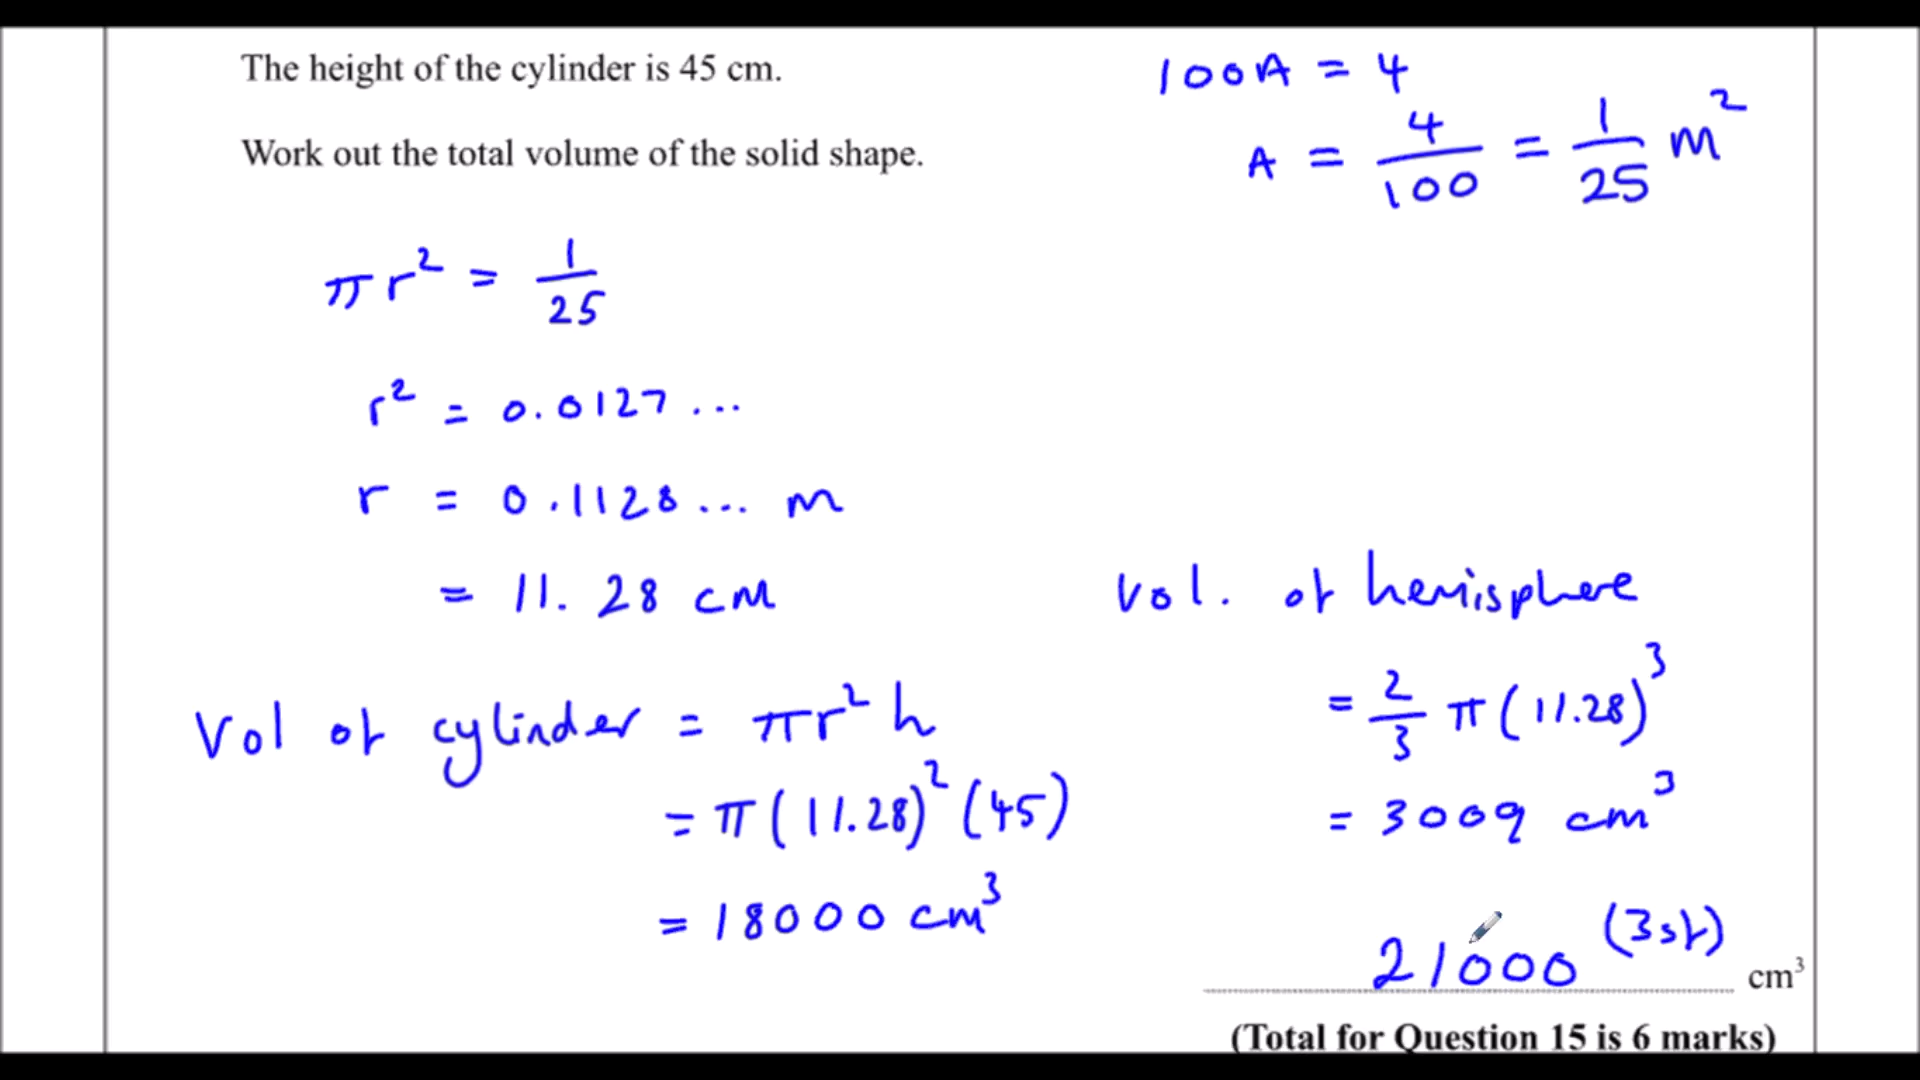 The height of the cylinder is 45 cm.
Work out the total volume of the solid shape.
100A = 4
A = 4/100 = 1/25 m²
πr² = 1/25
r² = 0.0127...
r = 0.1128... m
= 11.28 cm
Vol of cylinder = πr²h
= π(11.28)²(45)
= 18000 cm³
Vol. of hemisphere
= 2/3 π(11.28)³
= 3009 cm³
21000 (3sf) cm³
(Total for Question 15 is 6 marks)